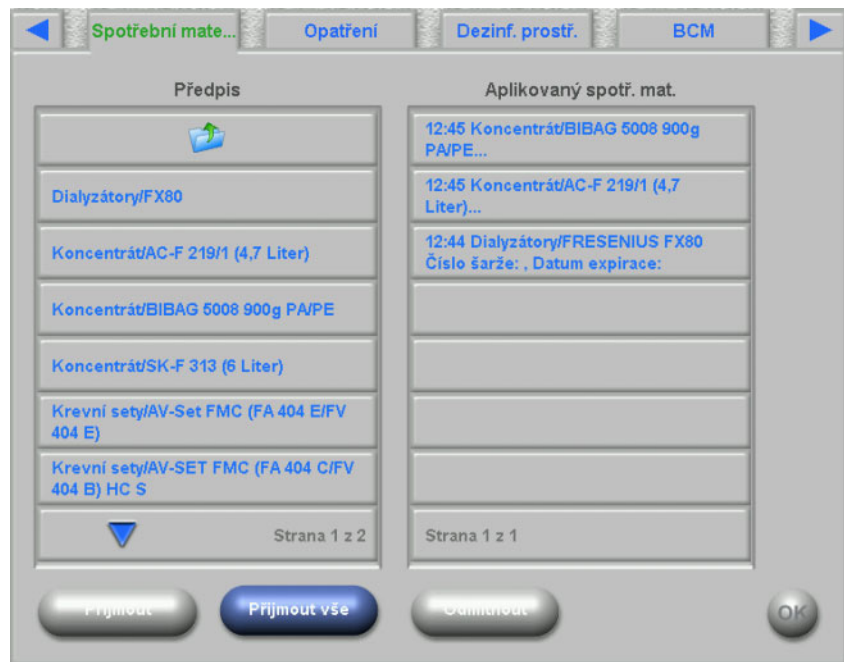 Spotřební mate...
Opatření
Dezinf. prostř.
BCM
Předpis
Dialyzátory/FX80
Koncentrát/AC-F 219/1 (4,7 Liter)
Koncentrát/BIBAG 5008 900g PA/PE
Koncentrát/SK-F 313 (6 Liter)
Krevní sety/AV-Set FMC (FA 404 E/FV
404 E)
Krevní sety/AV-SET FMC (FA 404 C/FV
404 B) HC S
Strana 1 z 2
Aplikovaný spotř. mat.
12:45 Koncentrát/BIBAG 5008 900g
PA/PE...
12:45 Koncentrát/AC-F 219/1 (4,7
Liter)...
12:44 Dialyzátory/FRESENIUS FX80
Číslo šarže: , Datum expirace:
Strana 1 z 1
Přijmout
Přijmout vše
Odmítnout
OK